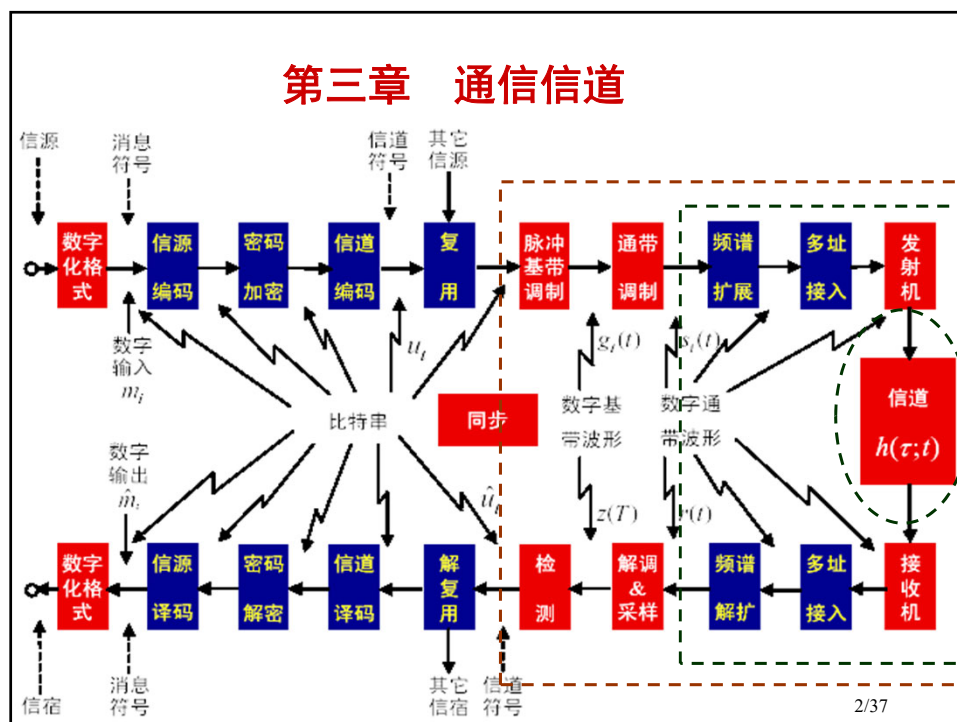 第三章 通信信道
信源
消息
符号
信道
符号
其它
信源
数字
化格
式
信源
编码
密码
加密
信道
编码
复
用
脉冲
基带
调制
通带
调制
频谱
扩展
多址
接入
发
射
机
数字
输入
m_i
u_i
g_i(t)
s_i(t)
比特串
同步
数字基
带波形
数字通
带波形
信道
h(τ;t)
数字
输出
m̂_i
û_i
z(T)
r(t)
数字
化格
式
信源
译码
密码
解密
信道
译码
解
复
用
检
测
解调
&
采样
频谱
解扩
多址
接入
接
收
机
信宿
消息
符号
其它
信宿
信道
符号
2/37